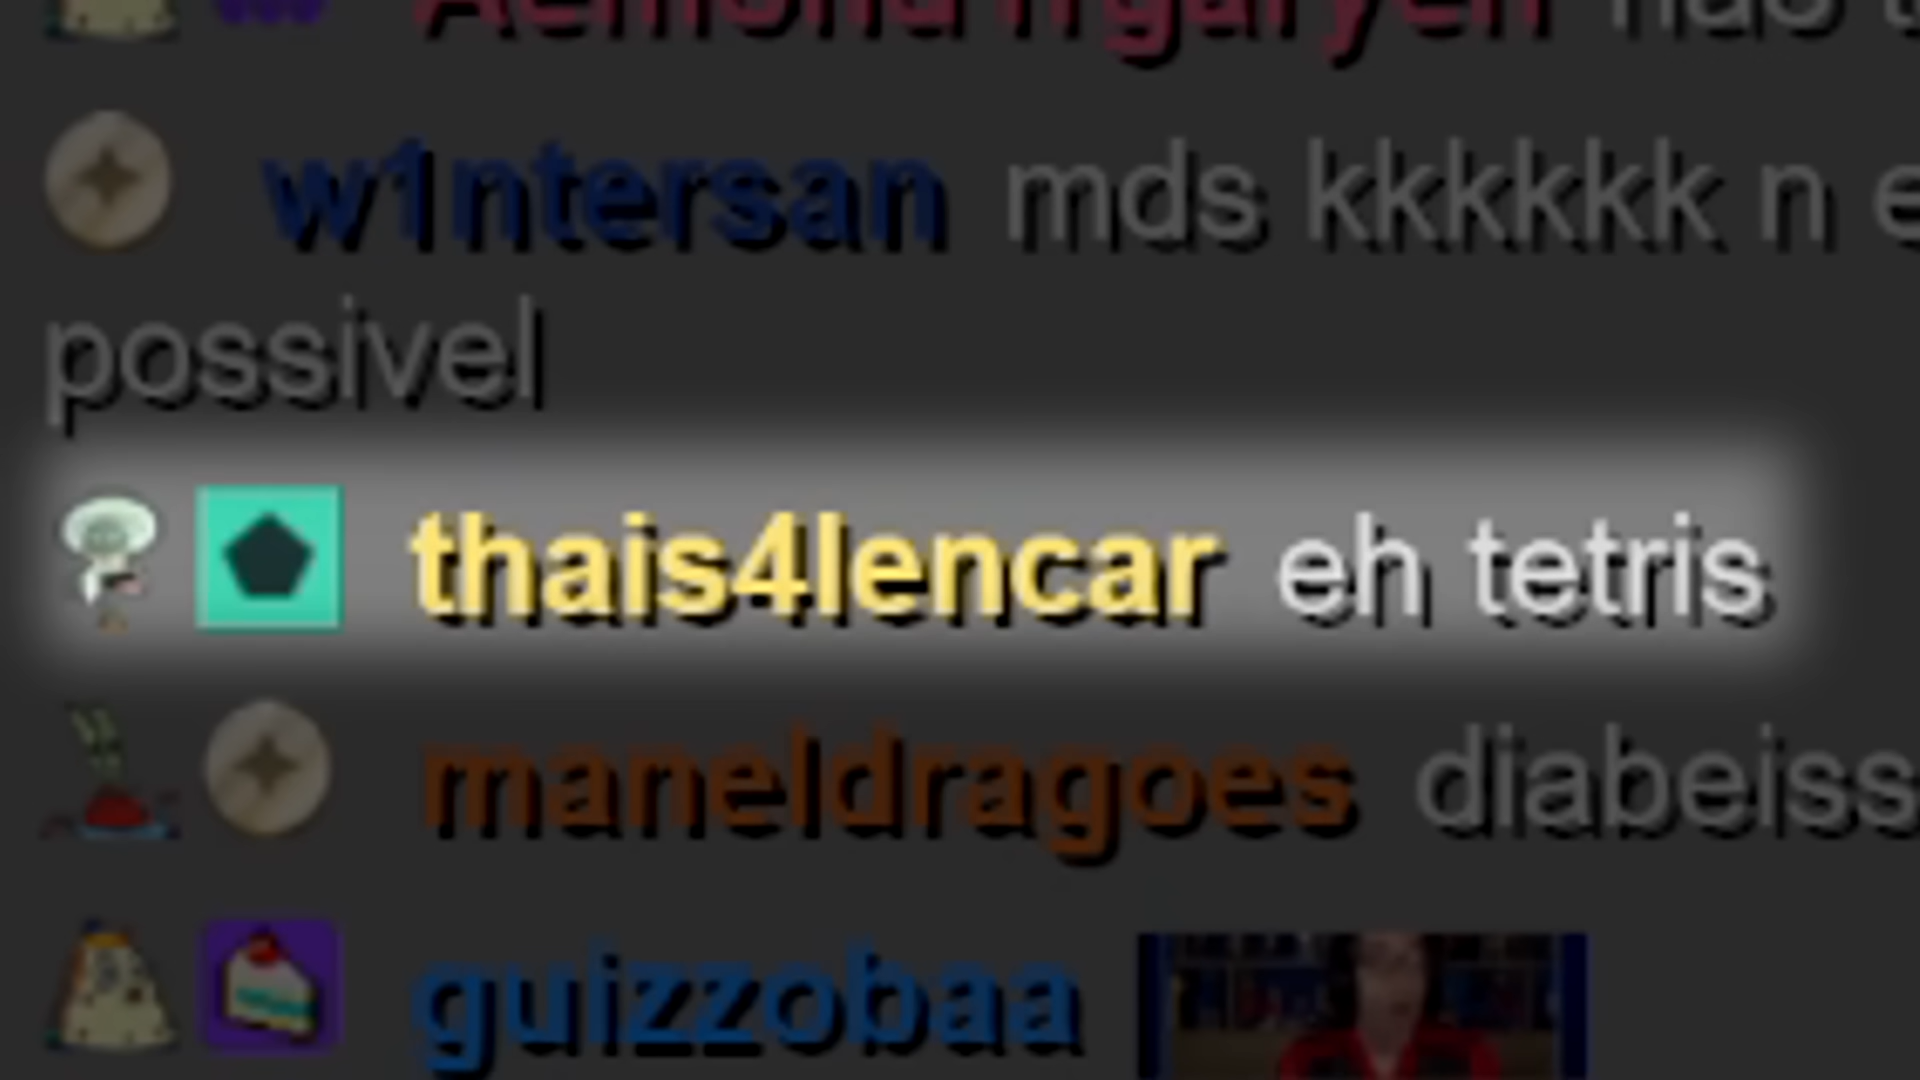 w1ntersan mds kkkkkk n e
possivel
thais4lencar eh tetris
maneldragoes diabeiss
guizzobaa